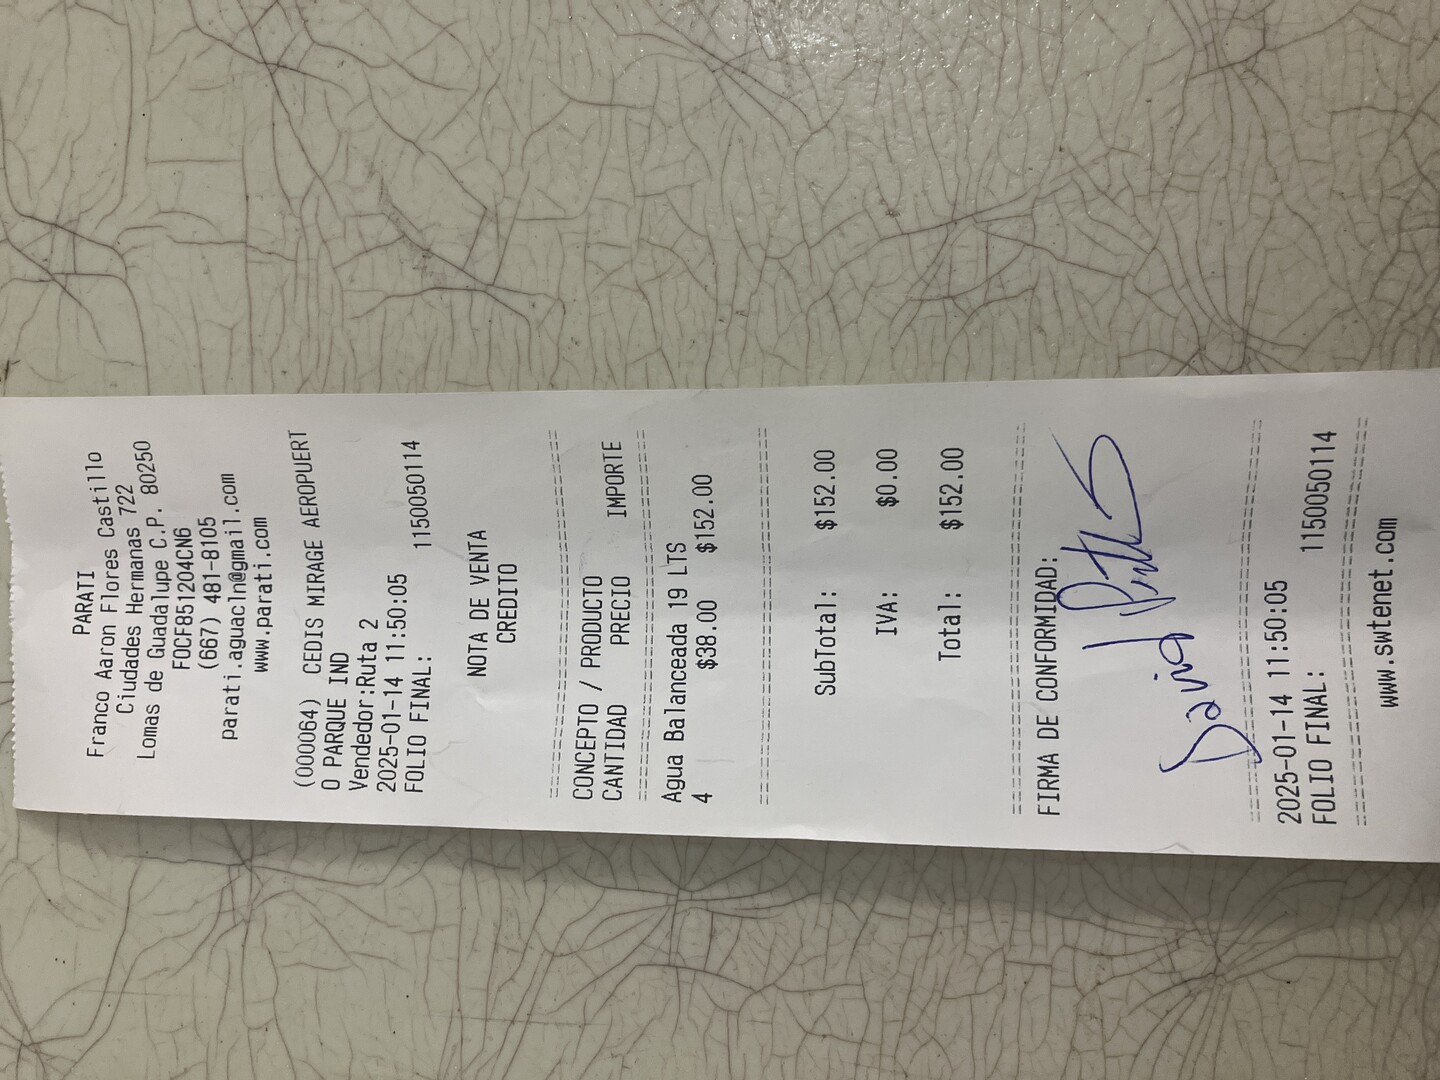 PARATI
Franco Aaron Flores Castillo
Ciudades Hermanas 722
Lomas de Guadalupe C.P. 80250
FOCF851204CN6
(667) 481-8105
parati.aguacln@gmail.com
www.parati.com
(000064) CEDIS MIRAGE AEROPUERT
O PARQUE IND
Vendedor:Ruta 2
2025-01-14 11:50:05
FOLIO FINAL: 1150050114
NOTA DE VENTA
CREDITO
CONCEPTO / PRODUCTO
CANTIDAD PRECIO IMPORTE
Agua Balanceada 19 LTS
4 $38.00 $152.00
SubTotal: $152.00
IVA: $0.00
Total: $152.00
FIRMA DE CONFORMIDAD:
David
2025-01-14 11:50:05
FOLIO FINAL: 1150050114
www.swtenet.com